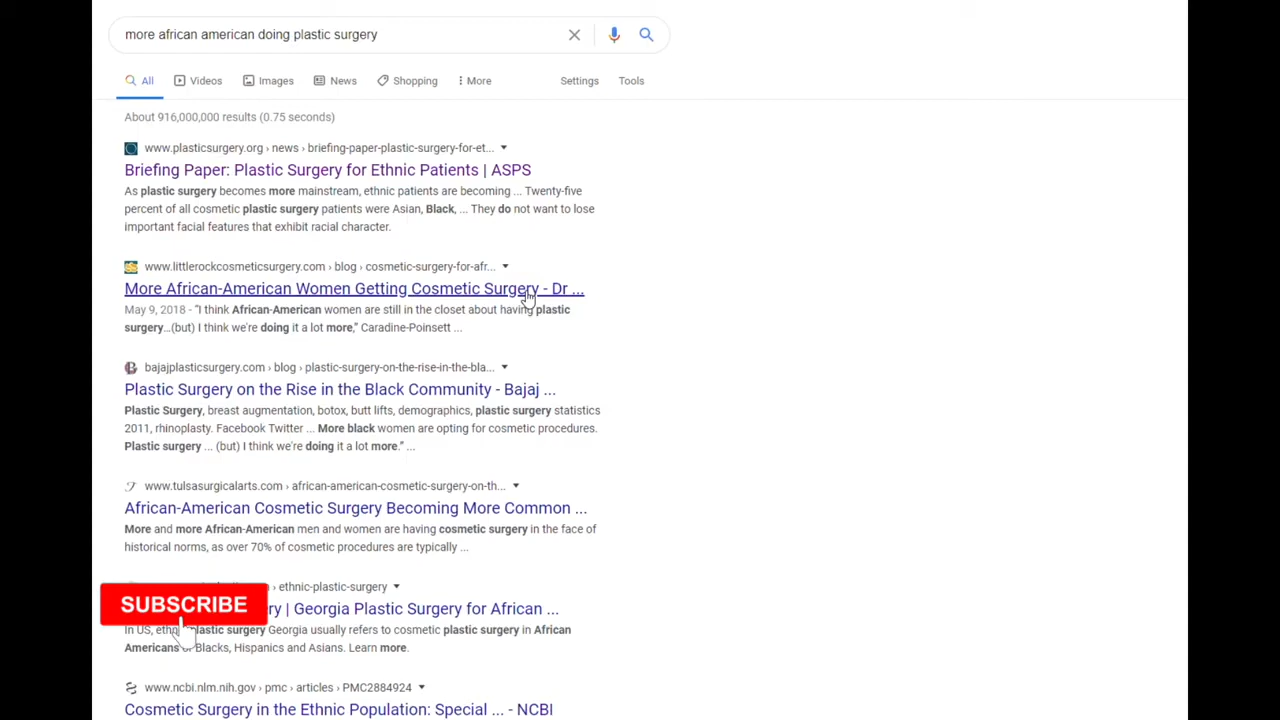 more african american doing plastic surgery
All Videos Images News Shopping More Settings Tools
About 916,000,000 results (0.75 seconds)
www.plasticsurgery.org › news › briefing-paper-plastic-surgery-for-et...
Briefing Paper: Plastic Surgery for Ethnic Patients | ASPS
As plastic surgery becomes more mainstream, ethnic patients are becoming ... Twenty-five
percent of all cosmetic plastic surgery patients were Asian, Black, ... They do not want to lose
important facial features that exhibit racial character.
www.littlerockcosmeticsurgery.com › blog › cosmetic-surgery-for-afr...
More African-American Women Getting Cosmetic Surgery - Dr ...
May 9, 2018 - “I think African-American women are still in the closet about having plastic
surgery…(but) I think we're doing it a lot more,” Caradine-Poinsett ...
bajajplasticsurgery.com › blog › plastic-surgery-on-the-rise-in-the-bla...
Plastic Surgery on the Rise in the Black Community - Bajaj ...
Plastic Surgery, breast augmentation, botox, butt lifts, demographics, plastic surgery statistics
2011, rhinoplasty. Facebook Twitter ... More black women are opting for cosmetic procedures.
Plastic surgery ... (but) I think we're doing it a lot more.” ...
www.tulsasurgicalarts.com › african-american-cosmetic-surgery-on-th...
African-American Cosmetic Surgery Becoming More Common ...
More and more African-American men and women are having cosmetic surgery in the face of
historical norms, as over 70% of cosmetic procedures are typically ...
› ethnic-plastic-surgery
SUBSCRIBE
| Georgia Plastic Surgery for African ...
In US, plastic surgery Georgia usually refers to cosmetic plastic surgery in African
Americans or Blacks, Hispanics and Asians. Learn more.
www.ncbi.nlm.nih.gov › pmc › articles › PMC2884924
Cosmetic Surgery in the Ethnic Population: Special ... - NCBI